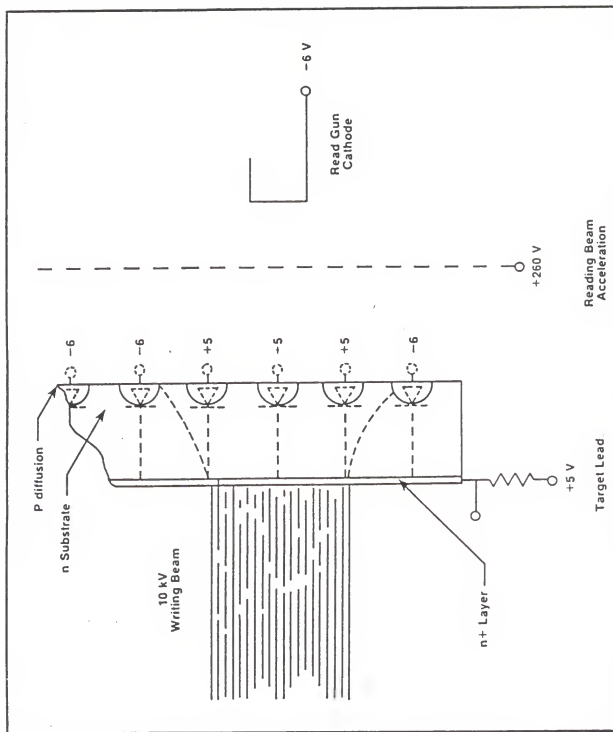 P diffusion
n Substrate
10 kV
Writing Beam
n+ Layer
−6
−6
+5
+5
+5
−6
+5 V
Target Lead
+260 V
Reading Beam
Acceleration
−6 V
Read Gun
Cathode